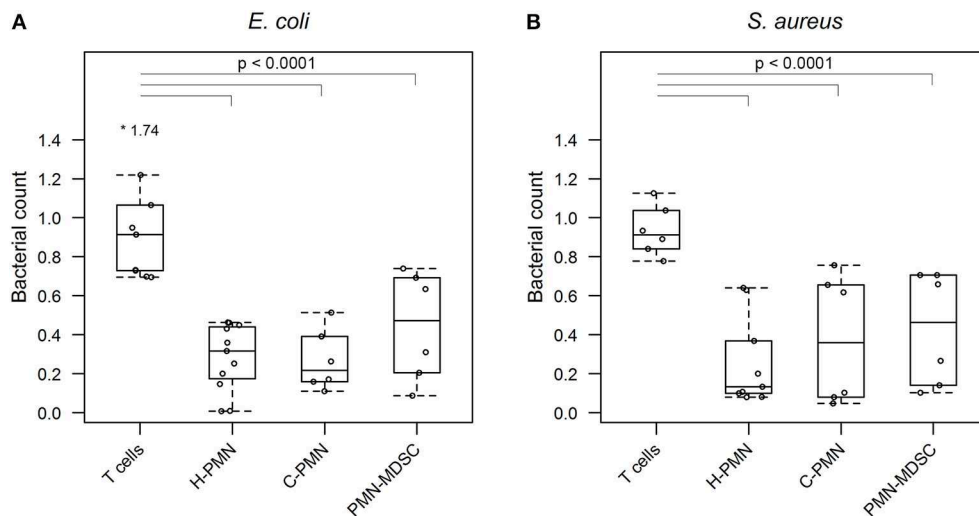 A
E. coli
p < 0.0001
* 1.74
Bacterial count
1.4
1.2
1.0
0.8
0.6
0.4
0.2
0.0
T cells
H-PMN
C-PMN
PMN-MDSC
B
S. aureus
p < 0.0001
Bacterial count
1.4
1.2
1.0
0.8
0.6
0.4
0.2
0.0
T cells
H-PMN
C-PMN
PMN-MDSC